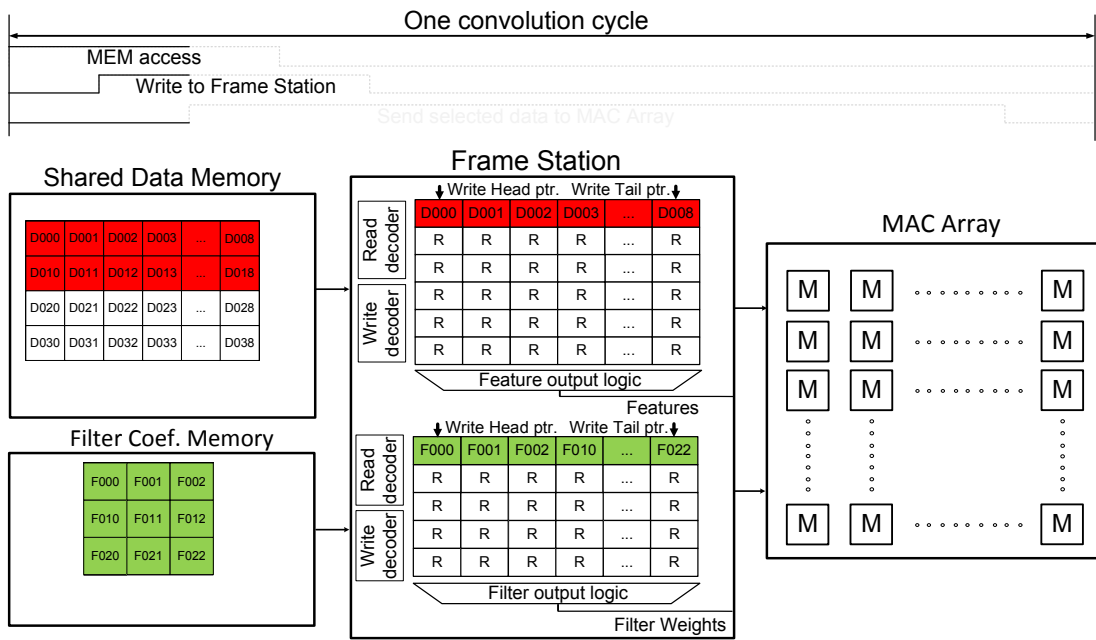 One convolution cycle
MEM access
Write to Frame Station
Send selected data to MAC Array
Shared Data Memory
D000 D001 D002 D003 ... D008
D010 D011 D012 D013 ... D018
D020 D021 D022 D023 ... D028
D030 D031 D032 D033 ... D038
Filter Coef. Memory
F000 F001 F002
F010 F011 F012
F020 F021 F022
Frame Station
Write Head ptr. Write Tail ptr.
Read decoder
Write decoder
D000 D001 D002 D003 ... D008
R R R R ... R
R R R R ... R
R R R R ... R
R R R R ... R
R R R R ... R
Feature output logic
Features
Write Head ptr. Write Tail ptr.
Read decoder
Write decoder
F000 F001 F002 F010 ... F022
R R R R ... R
R R R R ... R
R R R R ... R
R R R R ... R
Filter output logic
Filter Weights
MAC Array
M M M
M M M
M M M
M M M